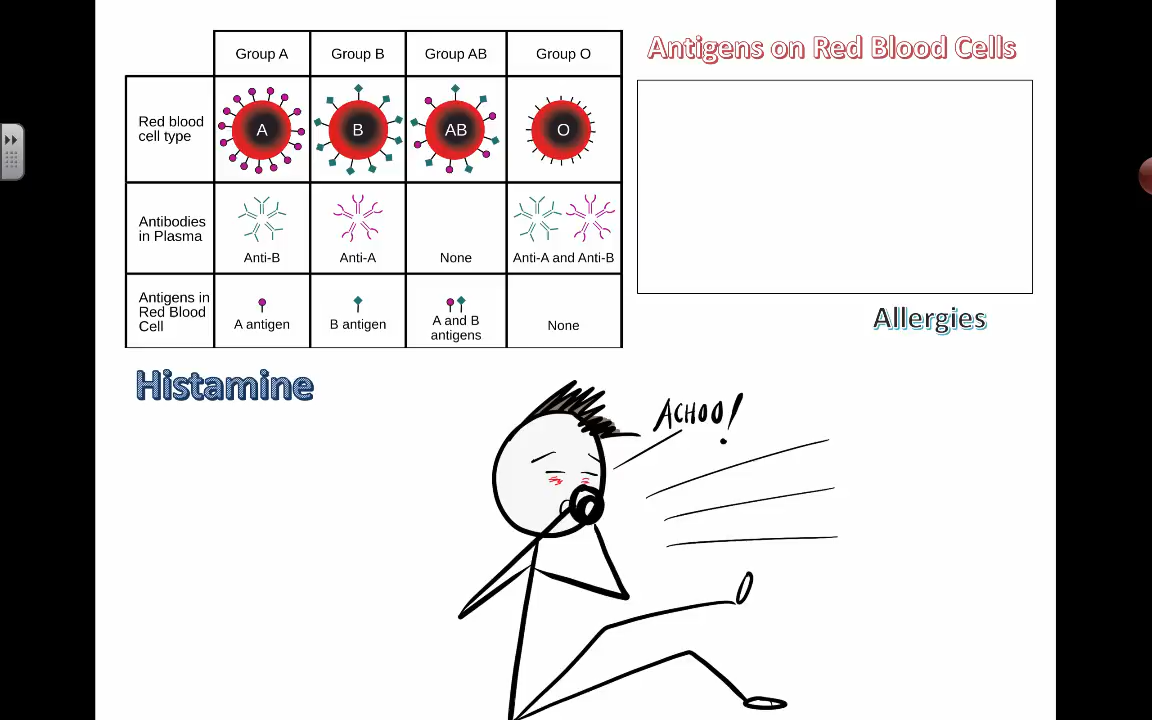 Group A Group B Group AB Group O
Antigens on Red Blood Cells
Red blood
cell type
A B AB O
Antibodies
in Plasma
Anti-B Anti-A None Anti-A and Anti-B
Antigens in
Red Blood
Cell
A antigen B antigen A and B
antigens
None
Allergies
Histamine
ACHOO!